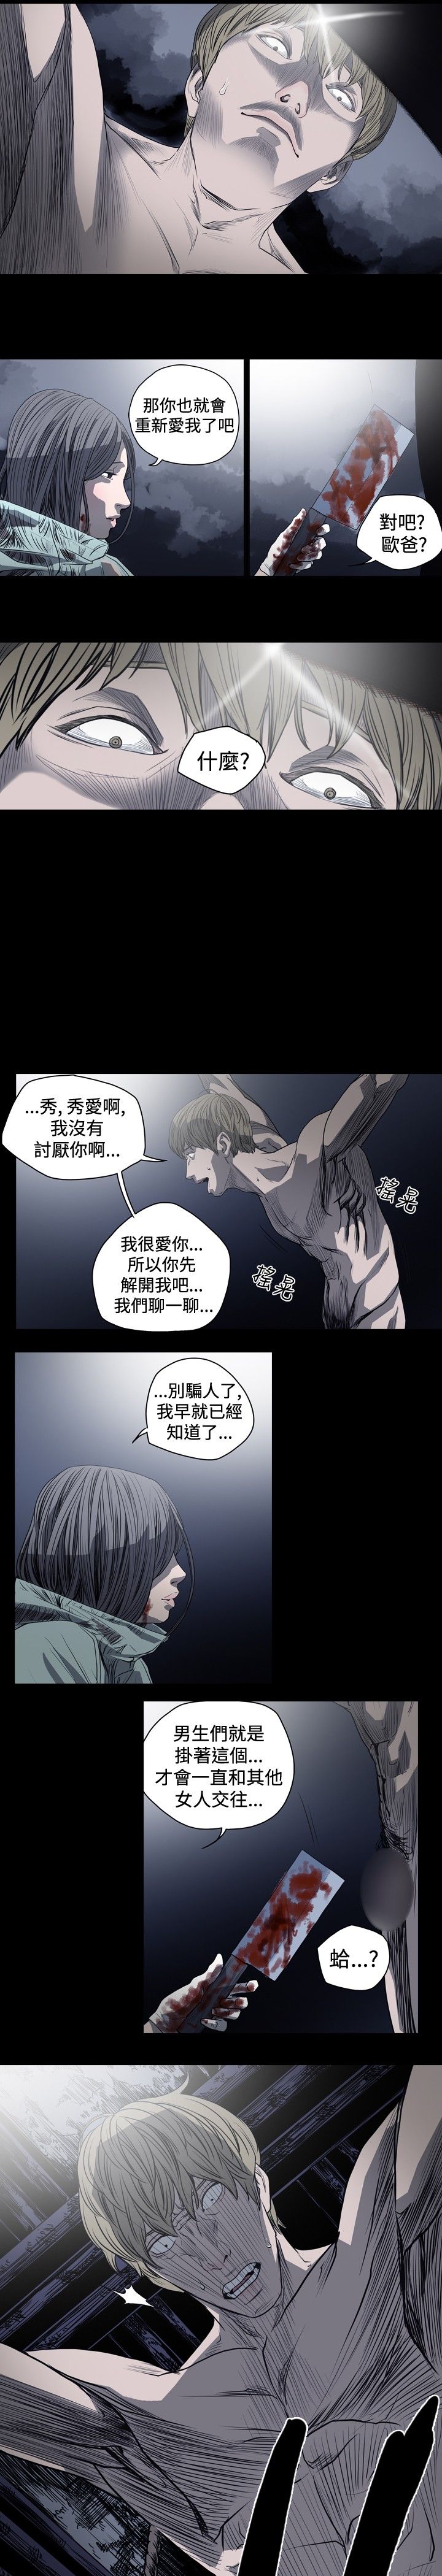 那你也就會
重新愛我了吧
對吧?
歐爸?
什麼?
...秀, 秀愛啊,
我沒有
討厭你啊...
搖晃
我很愛你...
所以你先
解開我吧...
我們聊一聊...
搖晃
...別騙人了,
我早就已經
知道了...
男生們就是
掛著這個...
才會一直和其他
女人交往...
蛤...?